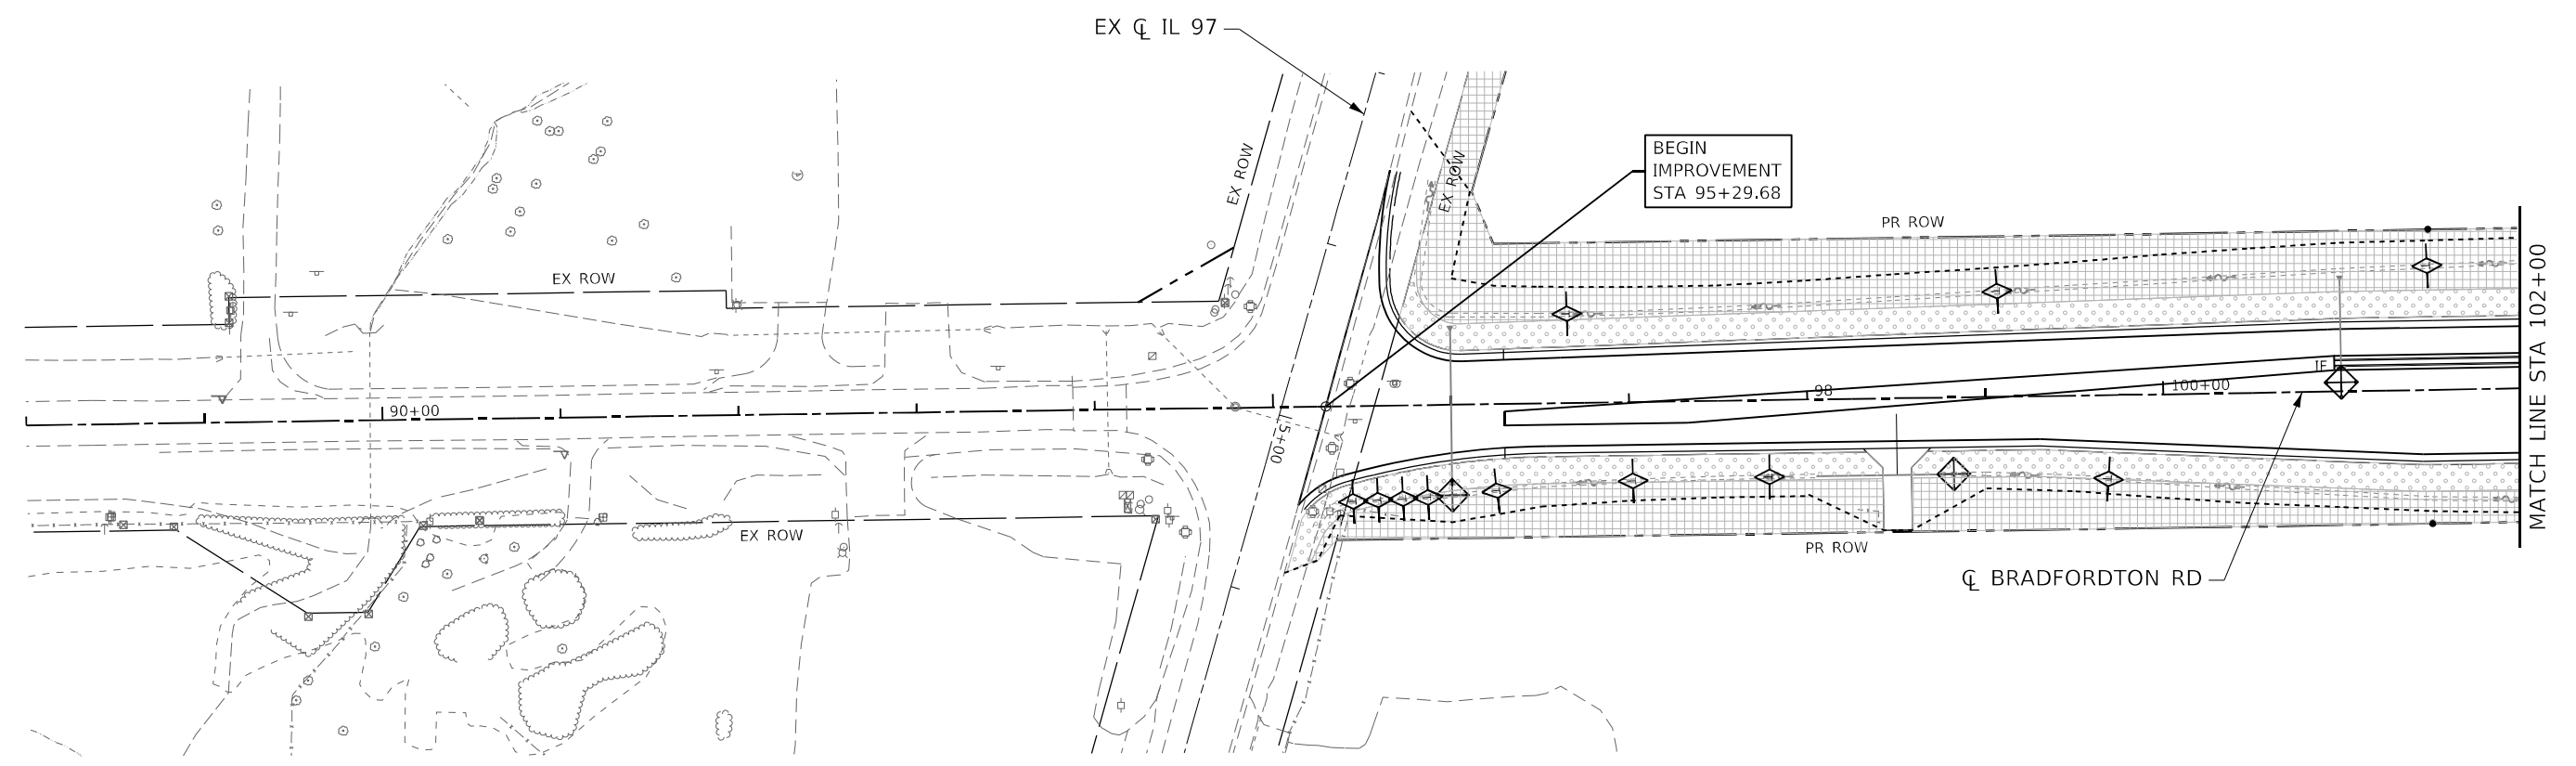 EX ℄ IL 97
EX ROW
EX ROW
BEGIN
IMPROVEMENT
STA 95+29.68
PR ROW
EX ROW
MATCH LINE STA 102+00
IF
90+00
98
100+00
15+00
EX ROW
PR ROW
℄ BRADFORDTON RD